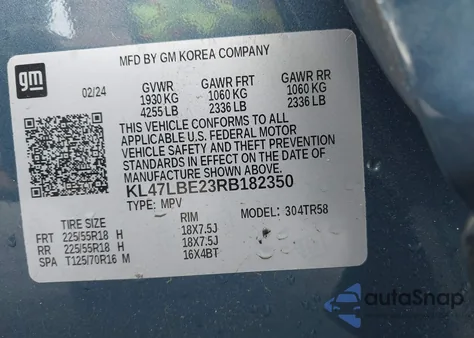 MFD BY GM KOREA COMPANY
gm
02/24
GVWR GAWR FRT GAWR RR
1930 KG 1060 KG 1060 KG
4255 LB 2336 LB 2336 LB
THIS VEHICLE CONFORMS TO ALL
APPLICABLE U.S. FEDERAL MOTOR
VEHICLE SAFETY AND THEFT PREVENTION
STANDARDS IN EFFECT ON THE DATE OF
MANUFACTURE SHOWN ABOVE.
KL47LBE23RB182350
TYPE: MPV MODEL: 304TR58
TIRE SIZE RIM
FRT 225/55R18 H 18X7.5J
RR 225/55R18 H 18X7.5J
SPA T125/70R16 M 16X4BT
autoSnap